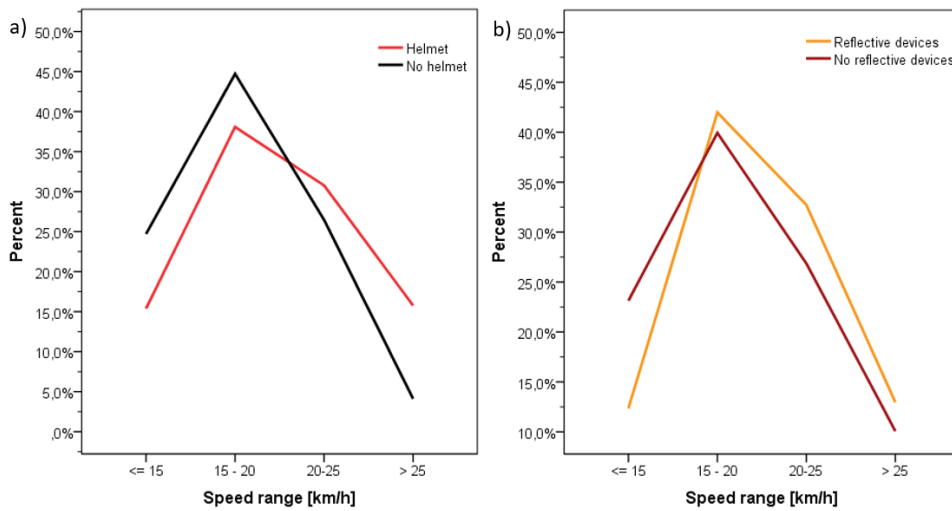 a)
50,0%
45,0%
40,0%
35,0%
30,0%
25,0%
20,0%
15,0%
10,0%
5,0%
,0%
Percent
Helmet
No helmet
<= 15
15 - 20
20-25
> 25
Speed range [km/h]
b)
50,0%
40,0%
30,0%
20,0%
15,0%
10,0%
45,0%
35,0%
25,0%
Percent
Reflective devices
No reflective devices
<= 15
15 - 20
20-25
> 25
Speed range [km/h]